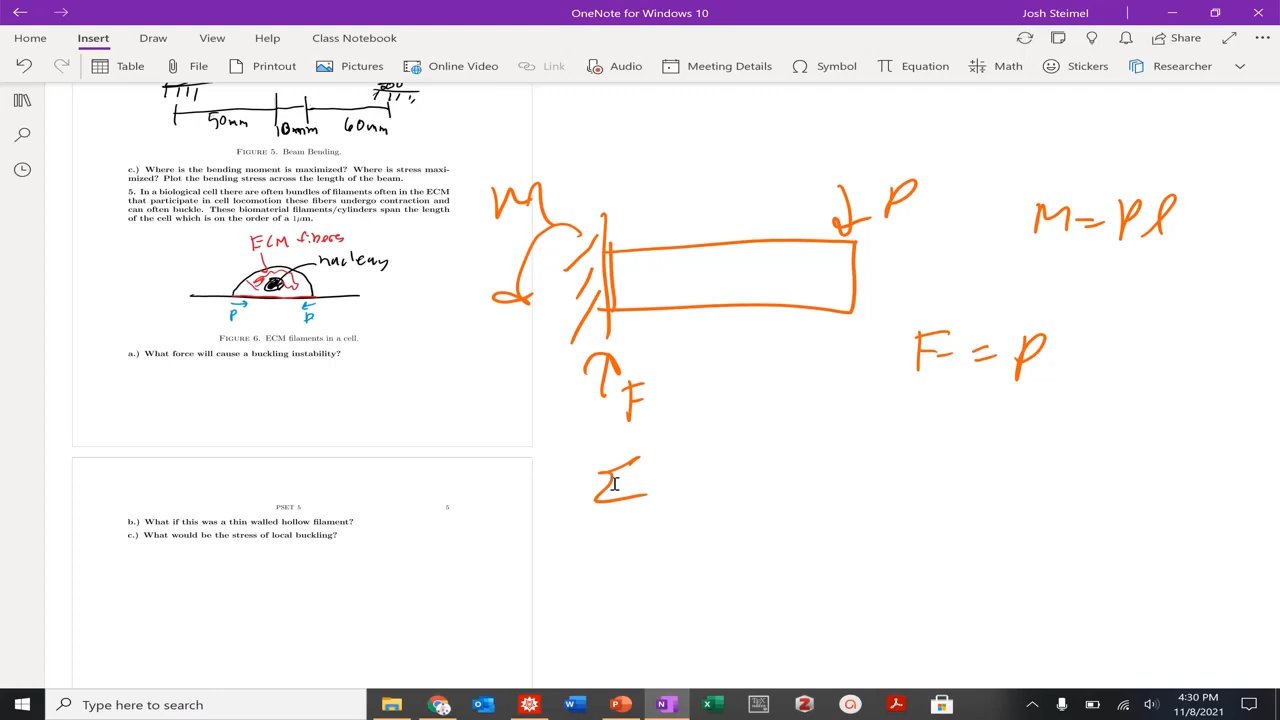 OneNote for Windows 10
Josh Steimel
Home Insert Draw View Help Class Notebook
Share
Table File Printout Pictures Online Video Link Audio Meeting Details Symbol Equation Math Stickers Researcher
50nm 10mm 60nm
FIGURE 5. Beam Bending.
c.) Where is the bending moment is maximized? Where is stress maxi-
mized? Plot the bending stress across the length of the beam.
5. In a biological cell there are often bundles of filaments often in the ECM
that participate in cell locomotion these fibers undergo contraction and
can often buckle. These biomaterial filaments/cylinders span the length
of the cell which is on the order of a 1μm.
ECM fibers
nucleus
P P
FIGURE 6. ECM filaments in a cell.
a.) What force will cause a buckling instability?
PSET 5 5
b.) What if this was a thin walled hollow filament?
c.) What would be the stress of local buckling?
M
P
M = Pl
F = P
F
Σ
Type here to search
4:30 PM
11/8/2021